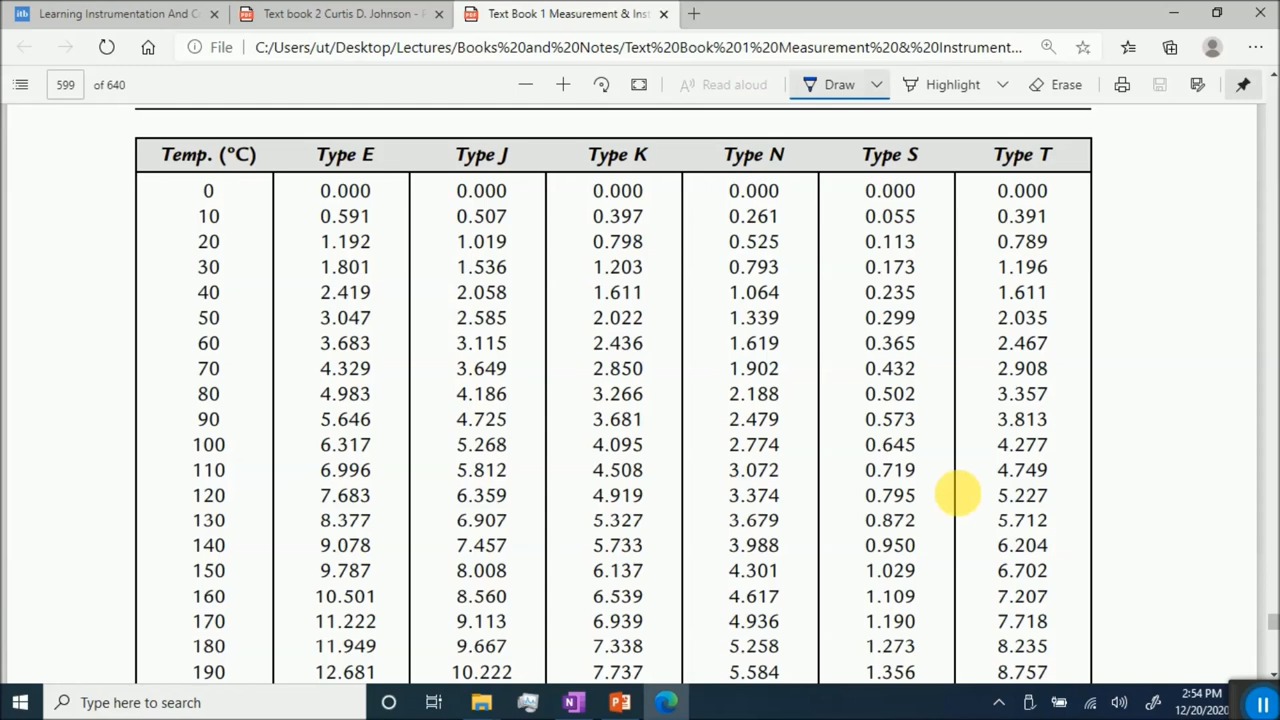 Learning Instrumentation And C
Text book 2 Curtis D. Johnson - F
Text Book 1 Measurement & Inst
File C:/Users/ut/Desktop/Lectures/Books%20and%20Notes/Text%20Book%201%20Measurement%20&%20Instrument...
599 of 640 Read aloud Draw Highlight Erase
Temp. (°C) Type E Type J Type K Type N Type S Type T
0 0.000 0.000 0.000 0.000 0.000 0.000
10 0.591 0.507 0.397 0.261 0.055 0.391
20 1.192 1.019 0.798 0.525 0.113 0.789
30 1.801 1.536 1.203 0.793 0.173 1.196
40 2.419 2.058 1.611 1.064 0.235 1.611
50 3.047 2.585 2.022 1.339 0.299 2.035
60 3.683 3.115 2.436 1.619 0.365 2.467
70 4.329 3.649 2.850 1.902 0.432 2.908
80 4.983 4.186 3.266 2.188 0.502 3.357
90 5.646 4.725 3.681 2.479 0.573 3.813
100 6.317 5.268 4.095 2.774 0.645 4.277
110 6.996 5.812 4.508 3.072 0.719 4.749
120 7.683 6.359 4.919 3.374 0.795 5.227
130 8.377 6.907 5.327 3.679 0.872 5.712
140 9.078 7.457 5.733 3.988 0.950 6.204
150 9.787 8.008 6.137 4.301 1.029 6.702
160 10.501 8.560 6.539 4.617 1.109 7.207
170 11.222 9.113 6.939 4.936 1.190 7.718
180 11.949 9.667 7.338 5.258 1.273 8.235
190 12.681 10.222 7.737 5.584 1.356 8.757
Type here to search
2:54 PM
12/20/2020